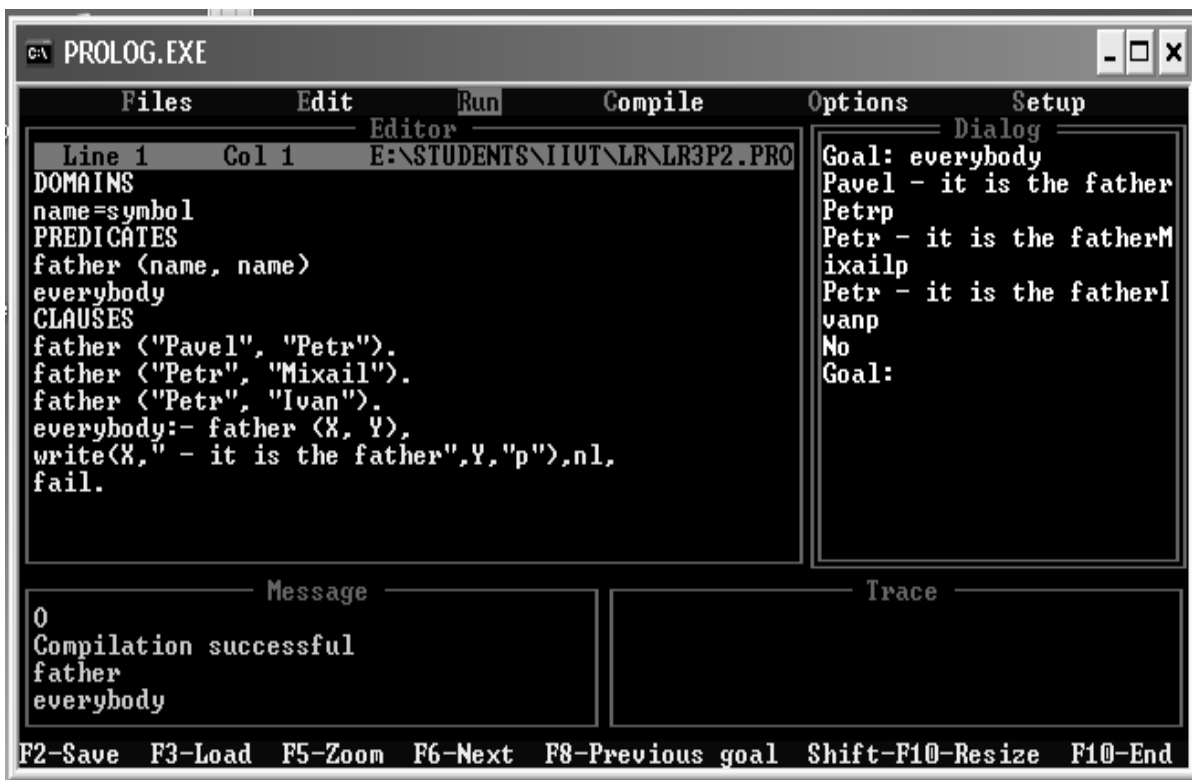 PROLOG.EXE
Files Edit Run Compile Options Setup
Editor
Line 1 Col 1 E:\STUDENTS\IIVT\LR\LR3P2.PRO
DOMAINS
name=symbol
PREDICATES
father (name, name)
everybody
CLAUSES
father ("Pavel", "Petr").
father ("Petr", "Mixail").
father ("Petr", "Ivan").
everybody:- father (X, Y),
write(X," - it is the father",Y,"p"),nl,
fail.
Dialog
Goal: everybody
Pavel - it is the father
Petrp
Petr - it is the fatherM
ixailp
Petr - it is the fatherI
vanp
No
Goal:
Message
0
Compilation successful
father
everybody
Trace
F2-Save F3-Load F5-Zoom F6-Next F8-Previous goal Shift-F10-Resize F10-End